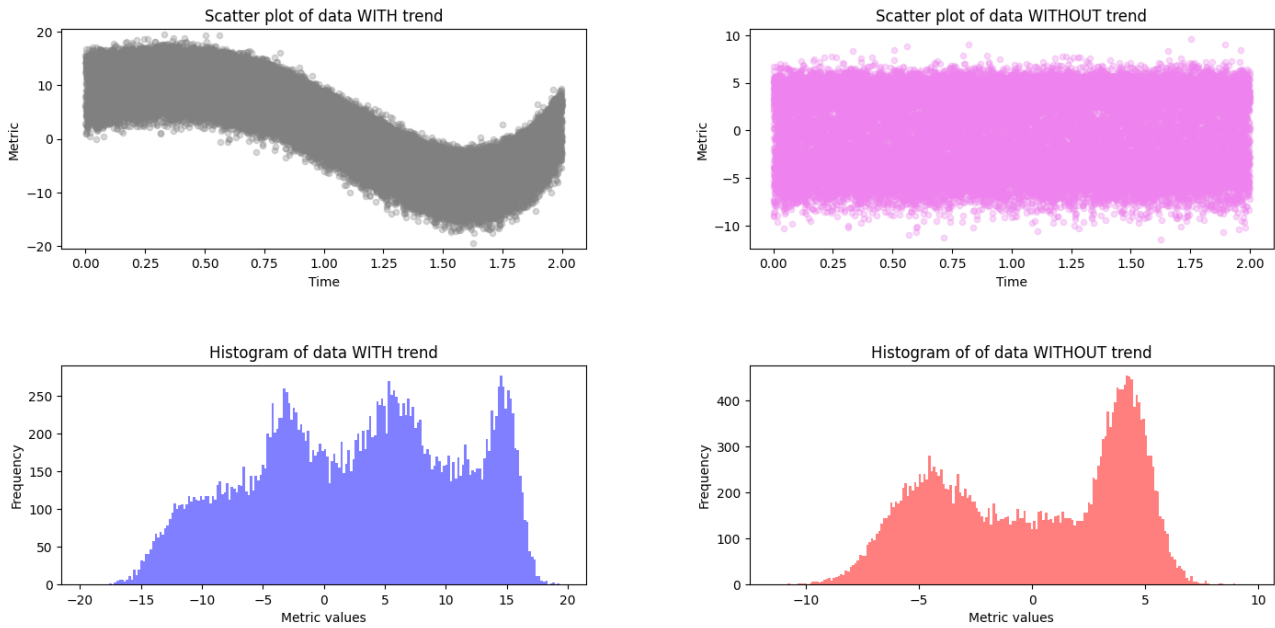 Scatter plot of data WITH trend
20
10
0
−10
−20
Metric
0.00 0.25 0.50 0.75 1.00 1.25 1.50 1.75 2.00
Time
Scatter plot of data WITHOUT trend
10
5
0
−5
−10
Metric
0.00 0.25 0.50 0.75 1.00 1.25 1.50 1.75 2.00
Time
Histogram of data WITH trend
250
200
150
100
50
0
Frequency
−20 −15 −10 −5 0 5 10 15 20
Metric values
Histogram of of data WITHOUT trend
400
300
200
100
0
Frequency
−10 −5 0 5 10
Metric values